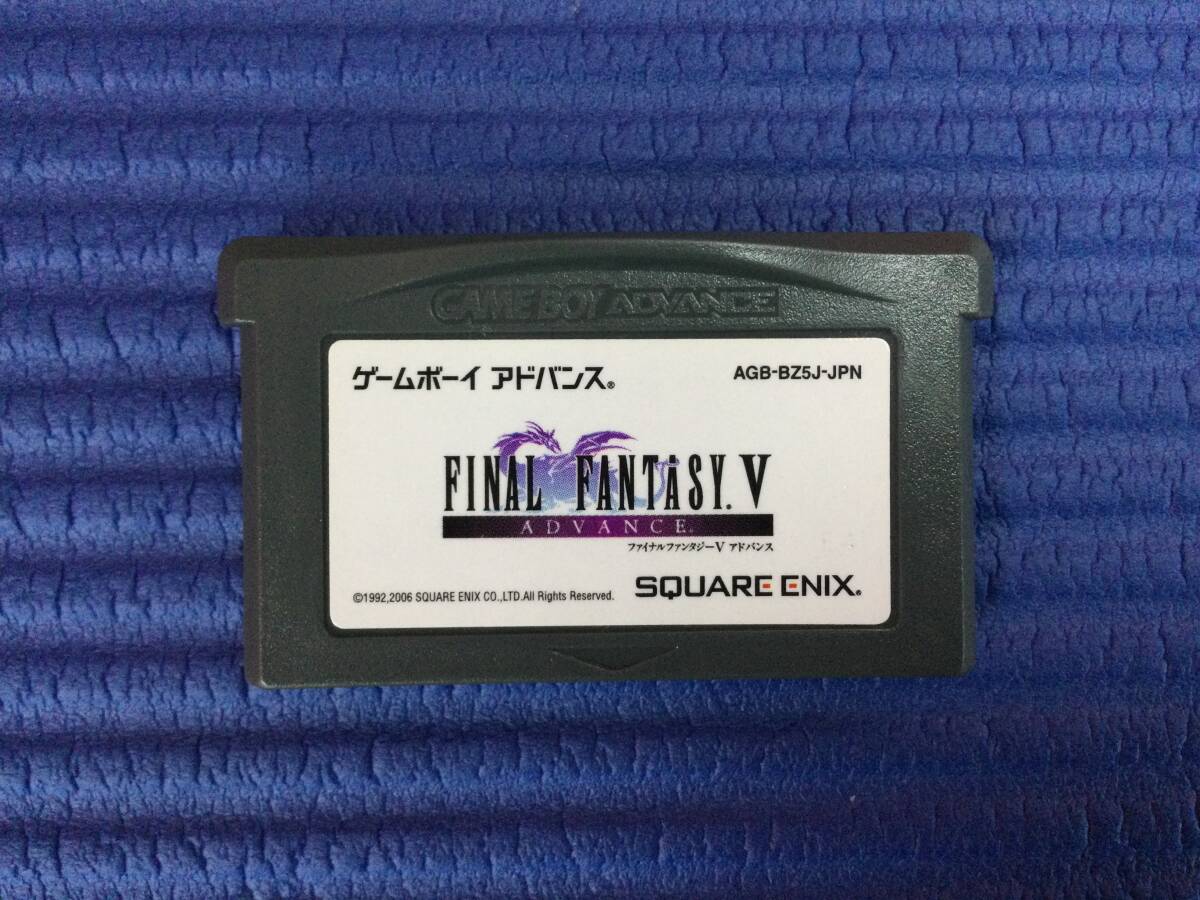 GAME BOY ADVANCE
ゲームボーイ アドバンス®
AGB-BZ5J-JPN
FINAL FANTASY. V
ADVANCE®
ファイナルファンタジーV アドバンス
©1992,2006 SQUARE ENIX CO.,LTD.All Rights Reserved.
SQUARE ENIX®